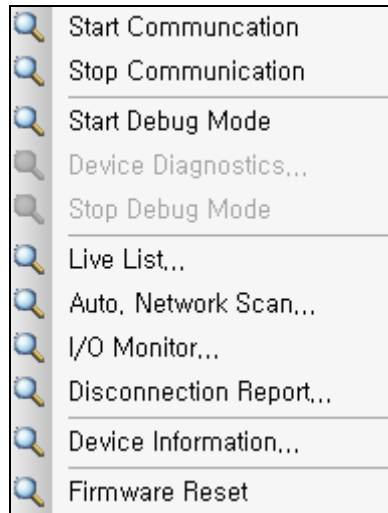 Start Communcation
Stop Communication
Start Debug Mode
Device Diagnostics,,,
Stop Debug Mode
Live List,,,
Auto, Network Scan,,,
I/O Monitor,,,
Disconnection Report,,,
Device Information,,,
Firmware Reset